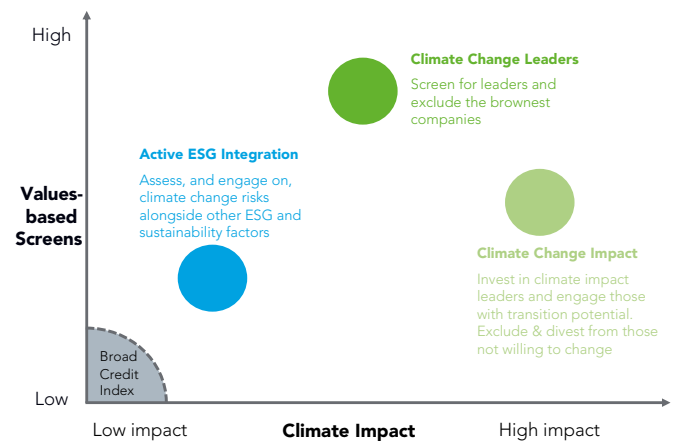 High
Climate Change Leaders
Screen for leaders and
exclude the brownest
companies
Active ESG Integration
Assess, and engage on,
climate change risks
alongside other ESG and
sustainability factors
Values-
based
Screens
Climate Change Impact
Invest in climate impact
leaders and engage those
with transition potential.
Exclude & divest from those
not willing to change
Broad
Credit
Index
Low
Low impact
Climate Impact
High impact